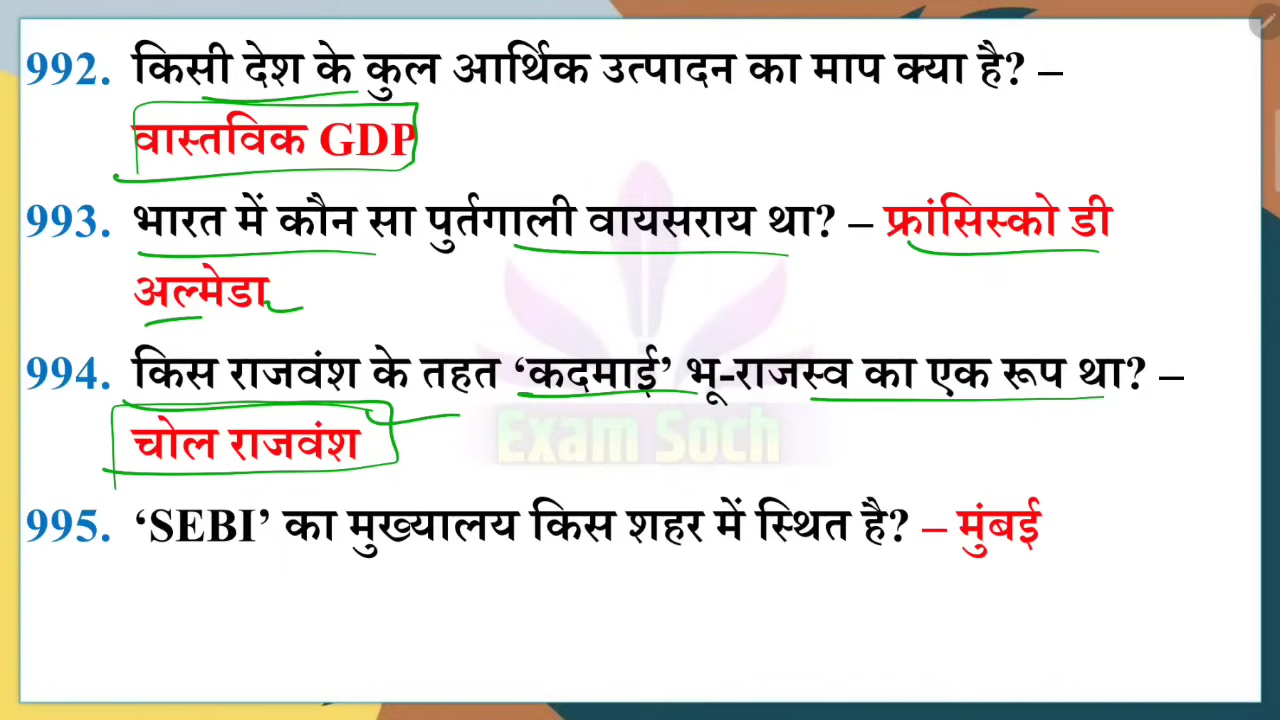 992. किसी देश के कुल आर्थिक उत्पादन का माप क्या है? –
वास्तविक GDP
993. भारत में कौन सा पुर्तगाली वायसराय था? – फ्रांसिस्को डी
अल्मेडा
994. किस राजवंश के तहत ‘कदमाई’ भू-राजस्व का एक रूप था? –
चोल राजवंश
Exam Soch
995. ‘SEBI’ का मुख्यालय किस शहर में स्थित है? – मुंबई